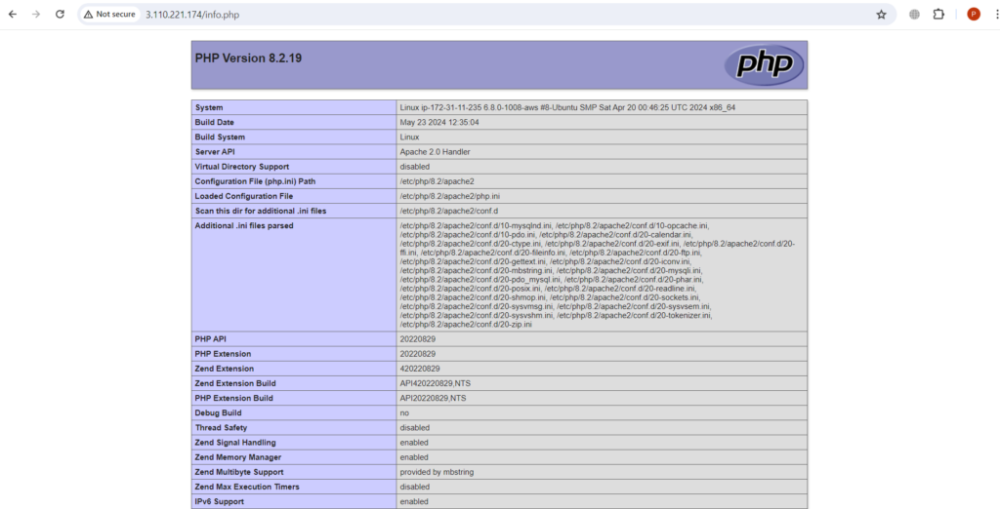 Not secure 3.110.221.174/info.php
P
PHP Version 8.2.19
php
System Linux ip-172-31-11-235 6.8.0-1008-aws #8-Ubuntu SMP Sat Apr 20 00:46:25 UTC 2024 x86_64
Build Date May 23 2024 12:35:04
Build System Linux
Server API Apache 2.0 Handler
Virtual Directory Support disabled
Configuration File (php.ini) Path /etc/php/8.2/apache2
Loaded Configuration File /etc/php/8.2/apache2/php.ini
Scan this dir for additional .ini files /etc/php/8.2/apache2/conf.d
Additional .ini files parsed /etc/php/8.2/apache2/conf.d/10-mysqlnd.ini, /etc/php/8.2/apache2/conf.d/10-opcache.ini,
/etc/php/8.2/apache2/conf.d/10-pdo.ini, /etc/php/8.2/apache2/conf.d/20-calendar.ini,
/etc/php/8.2/apache2/conf.d/20-ctype.ini, /etc/php/8.2/apache2/conf.d/20-exif.ini, /etc/php/8.2/apache2/conf.d/20-
ffi.ini, /etc/php/8.2/apache2/conf.d/20-fileinfo.ini, /etc/php/8.2/apache2/conf.d/20-ftp.ini,
/etc/php/8.2/apache2/conf.d/20-gettext.ini, /etc/php/8.2/apache2/conf.d/20-iconv.ini,
/etc/php/8.2/apache2/conf.d/20-mbstring.ini, /etc/php/8.2/apache2/conf.d/20-mysqli.ini,
/etc/php/8.2/apache2/conf.d/20-pdo_mysql.ini, /etc/php/8.2/apache2/conf.d/20-phar.ini,
/etc/php/8.2/apache2/conf.d/20-posix.ini, /etc/php/8.2/apache2/conf.d/20-readline.ini,
/etc/php/8.2/apache2/conf.d/20-shmop.ini, /etc/php/8.2/apache2/conf.d/20-sockets.ini,
/etc/php/8.2/apache2/conf.d/20-sysvmsg.ini, /etc/php/8.2/apache2/conf.d/20-sysvsem.ini,
/etc/php/8.2/apache2/conf.d/20-sysvshm.ini, /etc/php/8.2/apache2/conf.d/20-tokenizer.ini,
/etc/php/8.2/apache2/conf.d/20-zip.ini
PHP API 20220829
PHP Extension 20220829
Zend Extension 420220829
Zend Extension Build API420220829,NTS
PHP Extension Build API20220829,NTS
Debug Build no
Thread Safety disabled
Zend Signal Handling enabled
Zend Memory Manager enabled
Zend Multibyte Support provided by mbstring
Zend Max Execution Timers disabled
IPv6 Support enabled